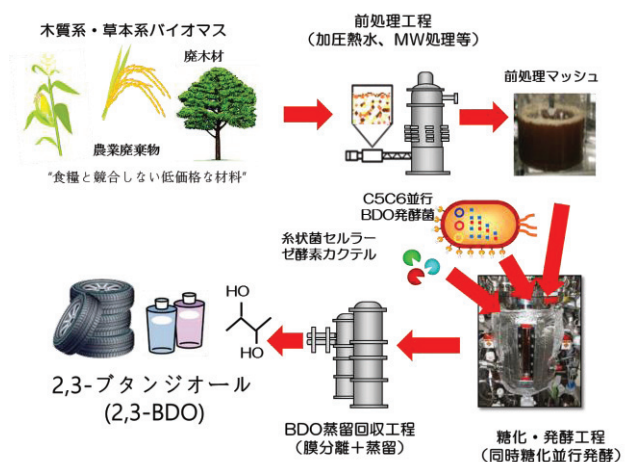 木質系・草本系バイオマス
廃木材
農業廃棄物
"食糧と競合しない低価格な材料"
前処理工程
(加圧熱水、MW処理等)
前処理マッシュ
C5C6並行
BDO発酵菌
糸状菌セルラー
ゼ酵素カクテル
HO
HO
2,3-ブタンジオール
(2,3-BDO)
BDO蒸留回収工程
(膜分離+蒸留)
糖化・発酵工程
(同時糖化並行発酵)